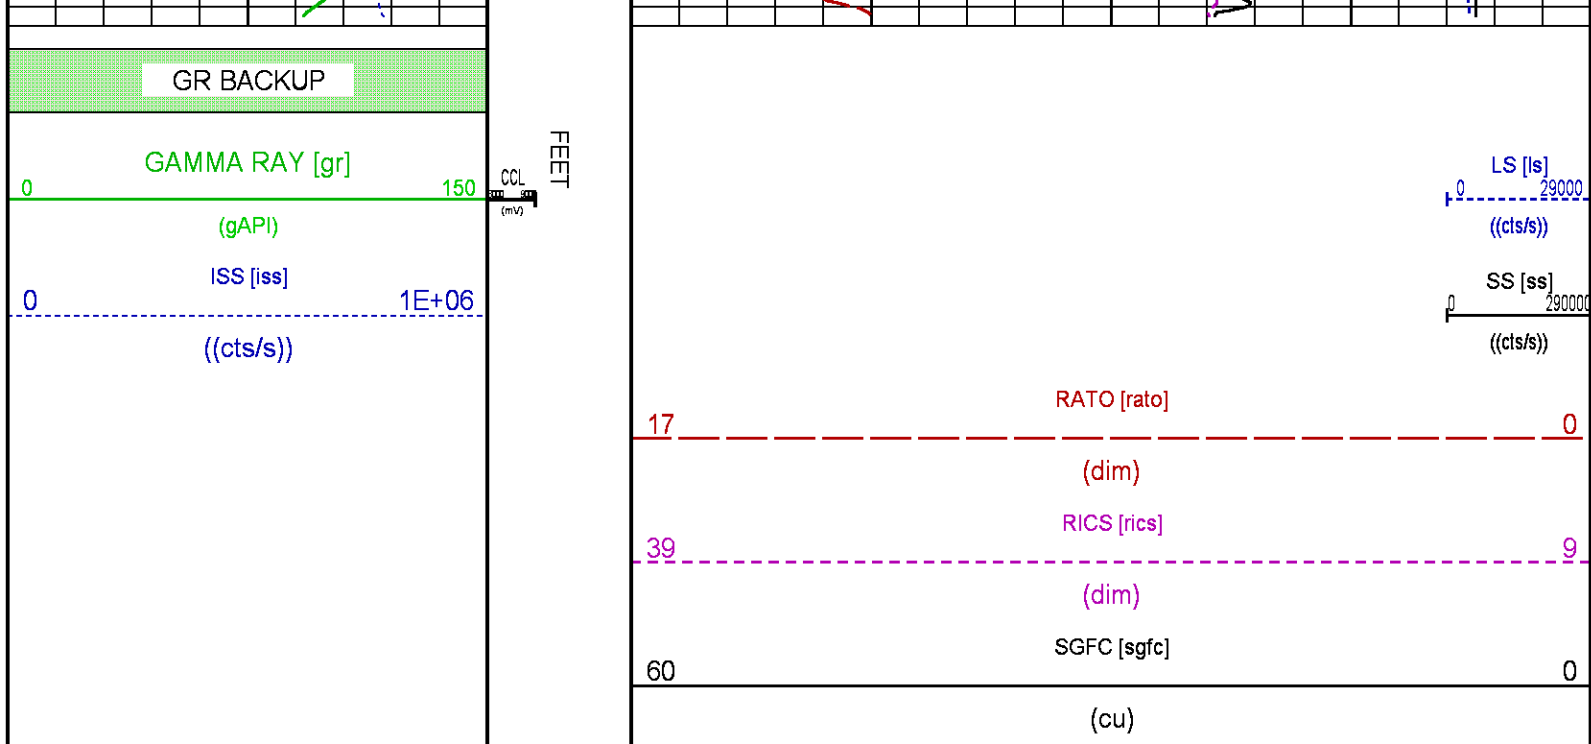 GR BACKUP
GAMMA RAY [gr]
0 150
(gAPI)
ISS [iss]
0 1E+06
((cts/s))
CCL
(mV)
FEET
LS [ls]
0 29000
((cts/s))
SS [ss]
0 290000
((cts/s))
RATO [rato]
17 0
(dim)
RICS [rics]
39 9
(dim)
SGFC [sgfc]
60 0
(cu)